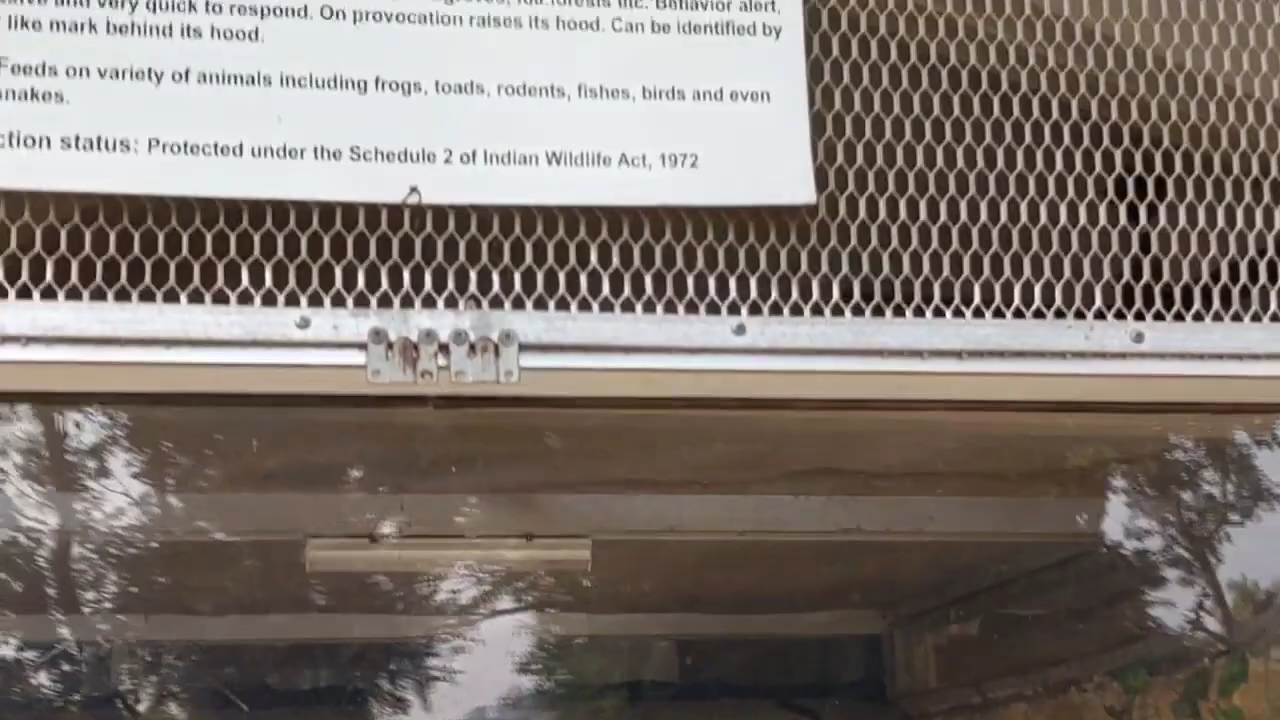 very quick to respond. On provocation raises its hood. Can be identified by
like mark behind its hood.
Feeds on variety of animals including frogs, toads, rodents, fishes, birds and even
snakes.
ction status: Protected under the Schedule 2 of Indian Wildlife Act, 1972